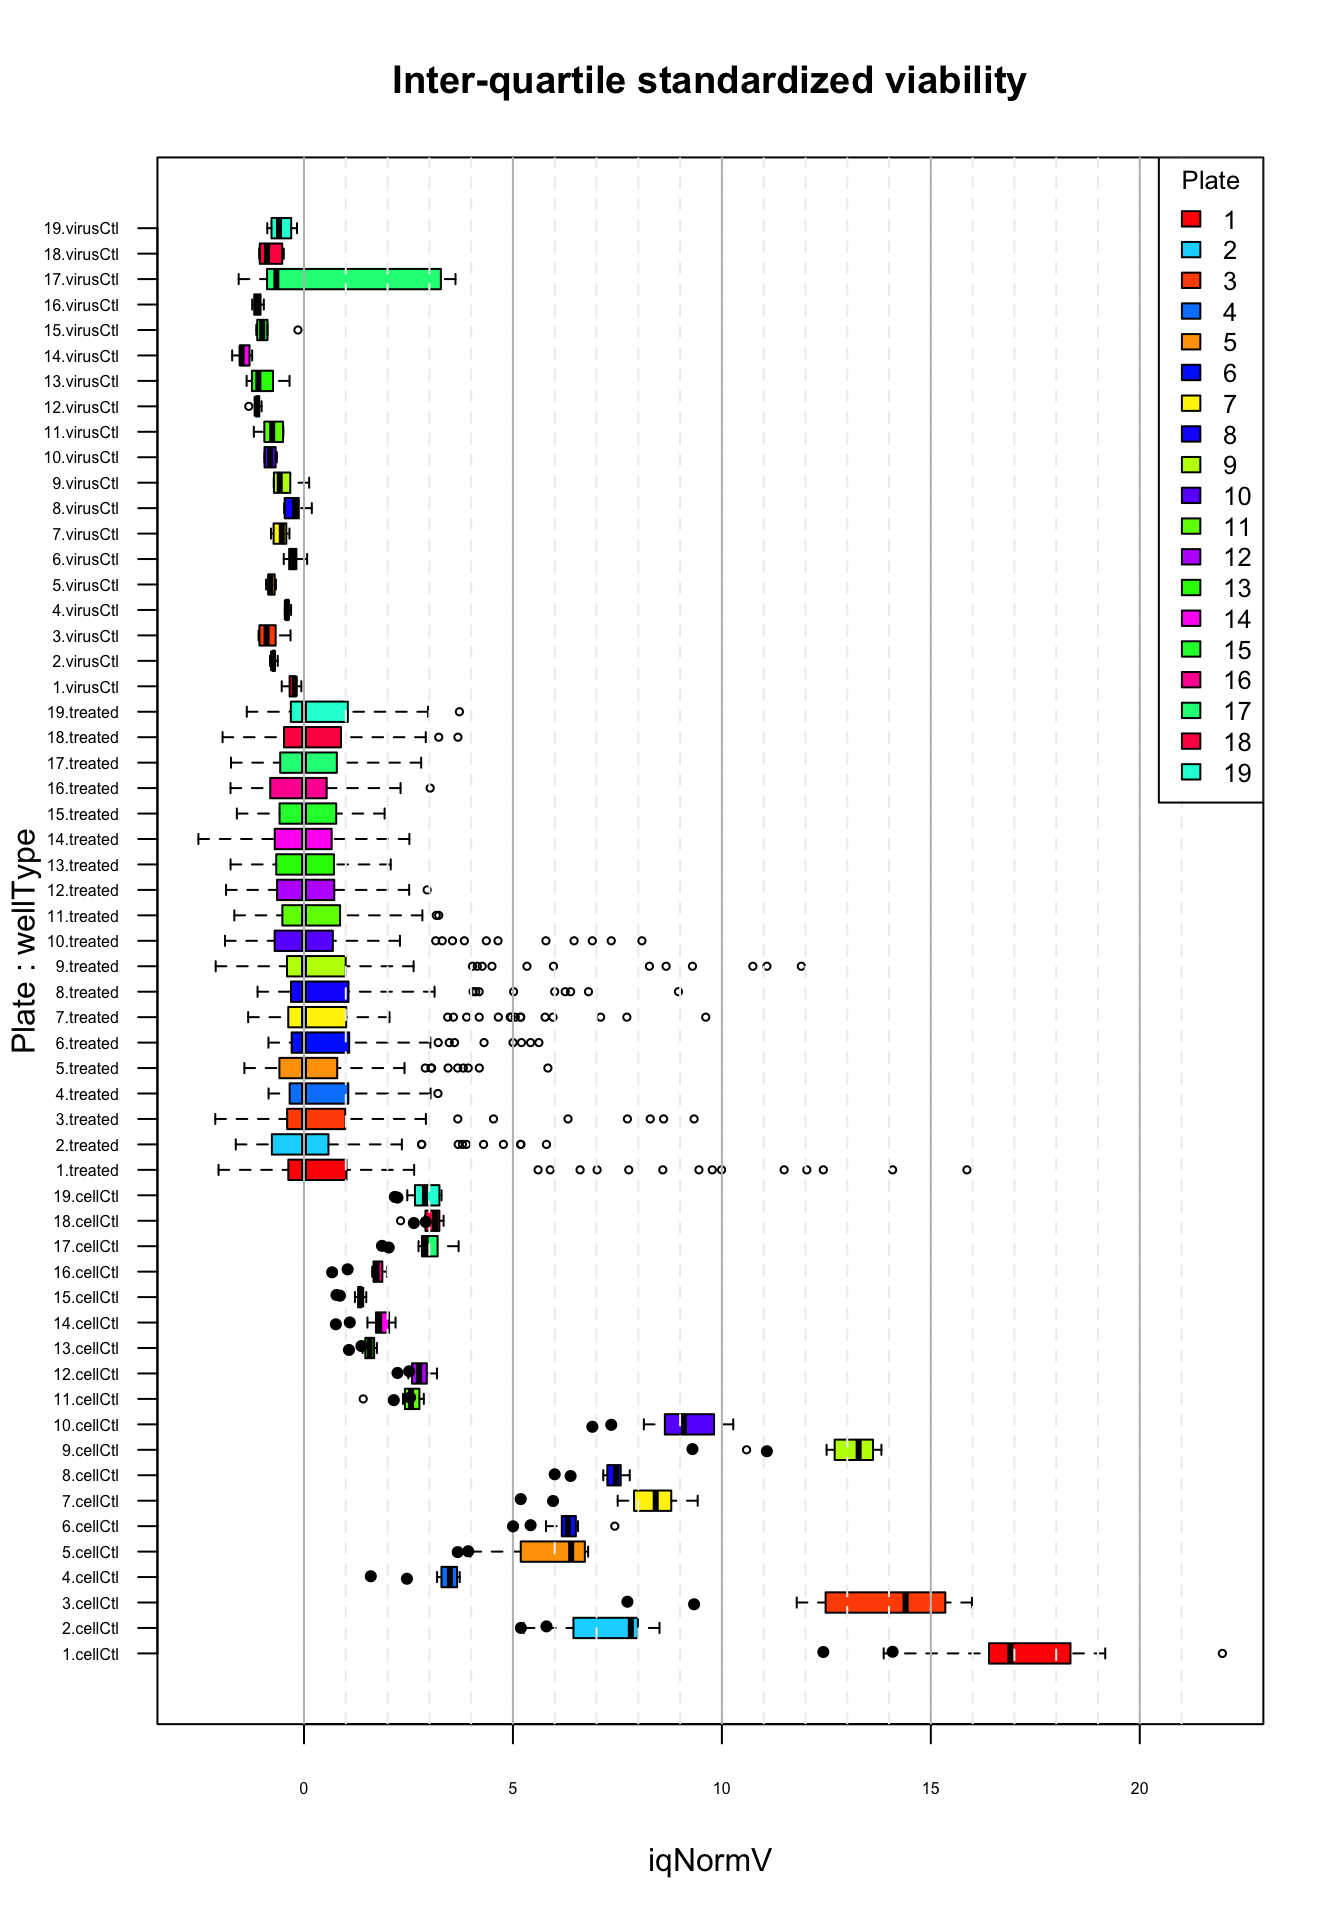 Inter-quartile standardized viability
Plate
1
2
3
4
5
6
7
8
9
10
11
12
13
14
15
16
17
18
19
Plate : wellType
19.virusCtl
18.virusCtl
17.virusCtl
16.virusCtl
15.virusCtl
14.virusCtl
13.virusCtl
12.virusCtl
11.virusCtl
10.virusCtl
9.virusCtl
8.virusCtl
7.virusCtl
6.virusCtl
5.virusCtl
4.virusCtl
3.virusCtl
2.virusCtl
1.virusCtl
19.treated
18.treated
17.treated
16.treated
15.treated
14.treated
13.treated
12.treated
11.treated
10.treated
9.treated
8.treated
7.treated
6.treated
5.treated
4.treated
3.treated
2.treated
1.treated
19.cellCtl
18.cellCtl
17.cellCtl
16.cellCtl
15.cellCtl
14.cellCtl
13.cellCtl
12.cellCtl
11.cellCtl
10.cellCtl
9.cellCtl
8.cellCtl
7.cellCtl
6.cellCtl
5.cellCtl
4.cellCtl
3.cellCtl
2.cellCtl
1.cellCtl
0 5 10 15 20
iqNormV